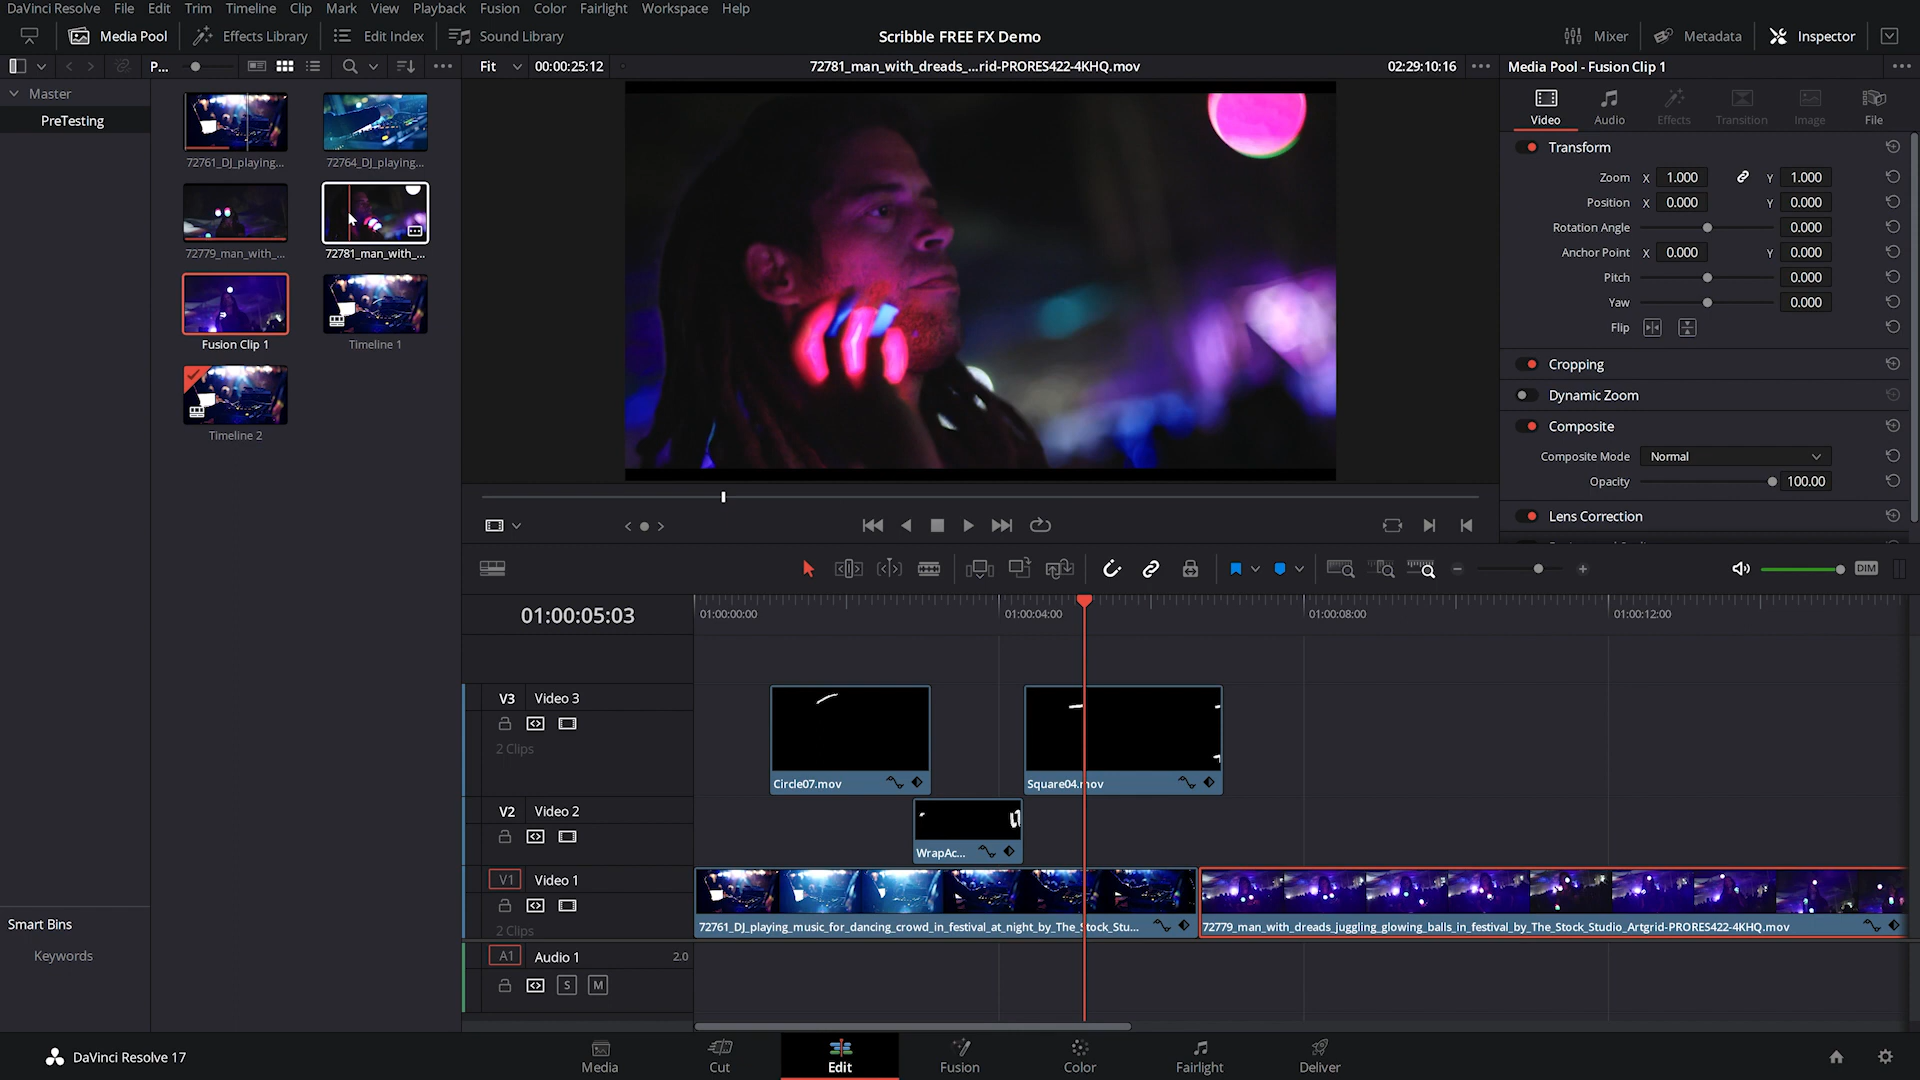 DaVinci Resolve File Edit Trim Timeline Clip Mark View Playback Fusion Color Fairlight Workspace Help
Media Pool Effects Library Edit Index Sound Library Scribble FREE FX Demo Mixer Metadata Inspector
P... Fit 00:00:25:12 72781_man_with_dreads_...rid-PRORES422-4KHQ.mov 02:29:10:16 Media Pool - Fusion Clip 1
Master
PreTesting
72761_DJ_playing... 72764_DJ_playing...
72779_man_with_... 72781_man_with_...
Fusion Clip 1 Timeline 1
Timeline 2
Smart Bins
Keywords
Video Audio Effects Transition Image File
Transform
Zoom X 1.000 Y 1.000
Position X 0.000 Y 0.000
Rotation Angle 0.000
Anchor Point X 0.000 Y 0.000
Pitch 0.000
Yaw 0.000
Flip
Cropping
Dynamic Zoom
Composite
Composite Mode Normal
Opacity 100.00
Lens Correction
DIM
01:00:05:03 01:00:00:00 01:00:04:00 01:00:08:00 01:00:12:00
V3 Video 3
2 Clips
Circle07.mov Square04.mov
V2 Video 2
WrapAc...
V1 Video 1
2 Clips
72761_DJ_playing_music_for_dancing_crowd_in_festival_at_night_by_The_Stock_Stu... 72779_man_with_dreads_juggling_glowing_balls_in_festival_by_The_Stock_Studio_Artgrid-PRORES422-4KHQ.mov
A1 Audio 1 2.0
S M
DaVinci Resolve 17 Media Cut Edit Fusion Color Fairlight Deliver